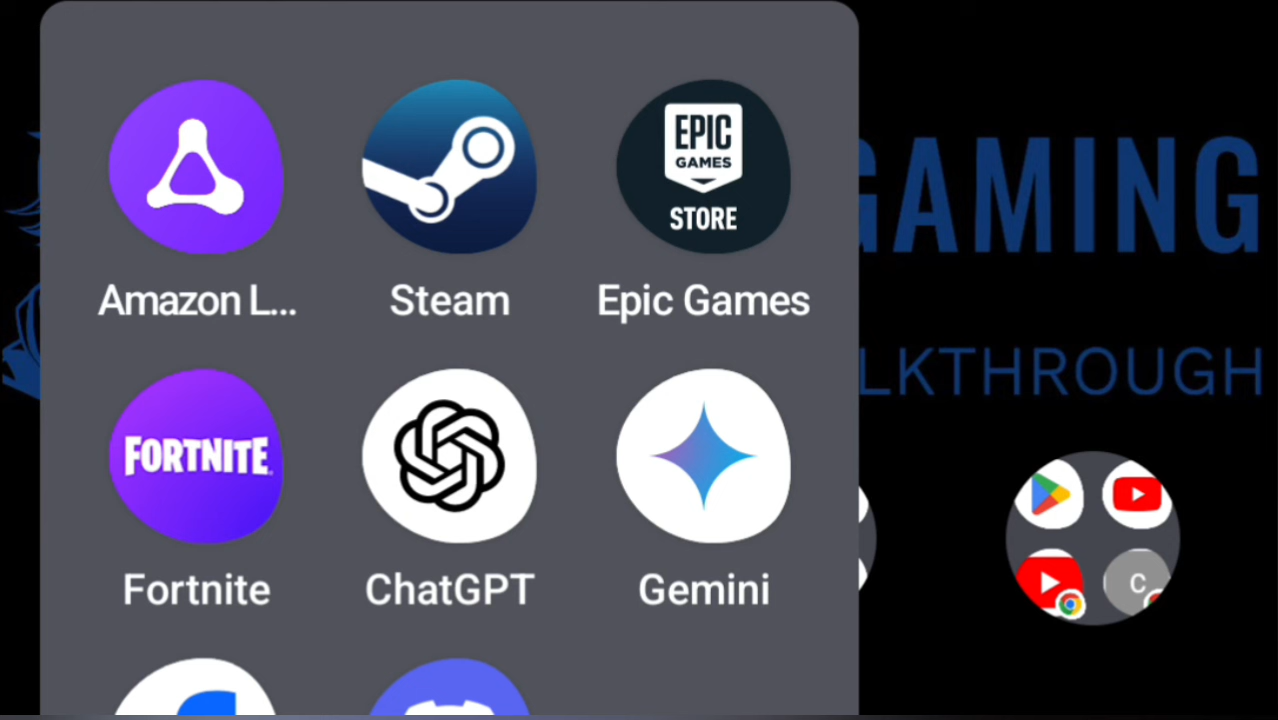 EPIC
GAMES
STORE
GAMING
Amazon L...
Steam
Epic Games
LKTHROUGH
FORTNITE
Fortnite
ChatGPT
Gemini
C